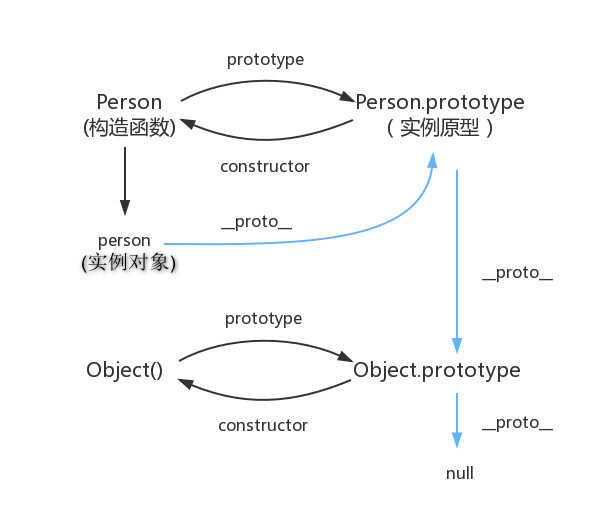 prototype
Person
(构造函数)
Person.prototype
( 实例原型 )
constructor
__proto__
person
(实例对象)
__proto__
prototype
Object()
Object.prototype
constructor
__proto__
null